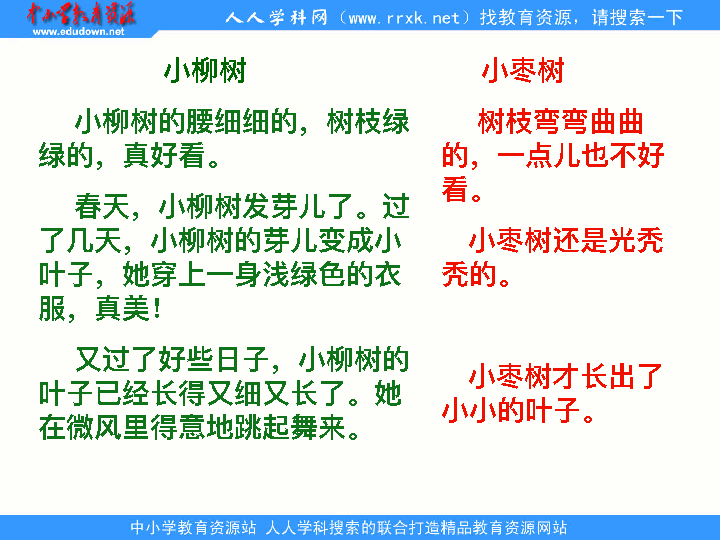 中小学教育资源
www.edudown.net
人人学科网（www.rrxk.net）找教育资源，请搜索一下
小柳树
小柳树的腰细细的，树枝绿
绿的，真好看。
春天，小柳树发芽儿了。过
了几天，小柳树的芽儿变成小
叶子，她穿上一身浅绿色的衣
服，真美！
又过了好些日子，小柳树的
叶子已经长得又细又长了。她
在微风里得意地跳起舞来。
小枣树
树枝弯弯曲曲
的，一点儿也不好
看。
小枣树还是光秃
秃的。
小枣树才长出了
小小的叶子。
中小学教育资源站 人人学科搜索的联合打造精品教育资源网站